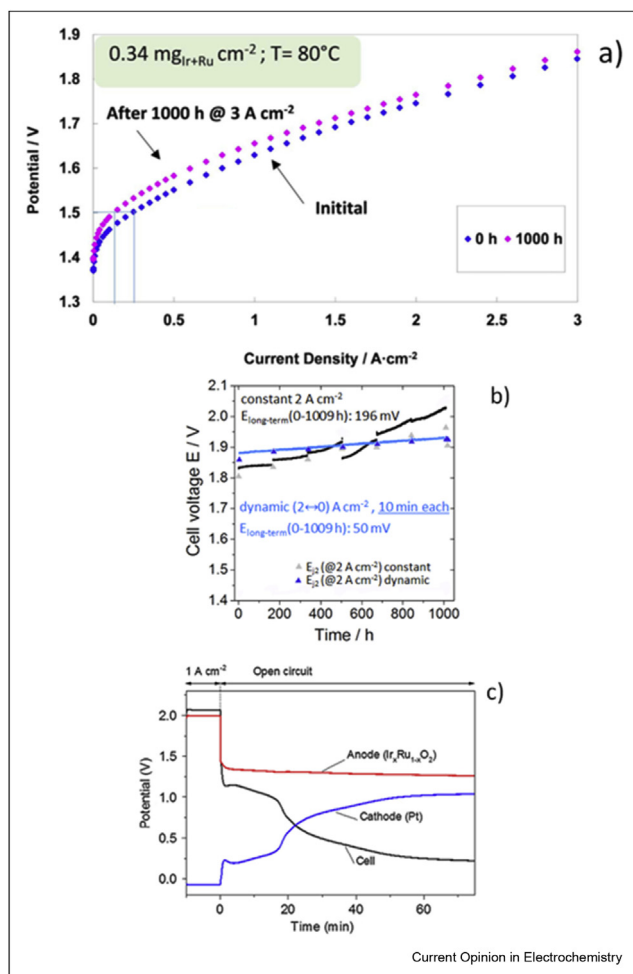 a)
0.34 mgIr+Ru cm-2 ; T= 80°C
After 1000 h @ 3 A cm-2
Initital
0 h
1000 h
Potential / V
1.9
1.8
1.7
1.6
1.5
1.4
1.3
0
0.5
1
1.5
2
2.5
3
Current Density / A·cm-2
b)
constant 2 A cm-2
Elong-term(0-1009 h): 196 mV
dynamic (2↔0) A cm-2 , 10 min each
Elong-term(0-1009 h): 50 mV
Ej2 (@2 A cm-2) constant
Ej2 (@2 A cm-2) dynamic
Cell voltage E / V
2.1
2.0
1.9
1.8
1.7
1.6
1.5
1.4
0 200 400 600 800 1000
Time / h
c)
1 A cm-2
Open circuit
Anode (IrxRu1-xO2)
Cathode (Pt)
Cell
Potential (V)
2.0
1.5
1.0
0.5
0.0
0
20
40
60
Time (min)
Current Opinion in Electrochemistry